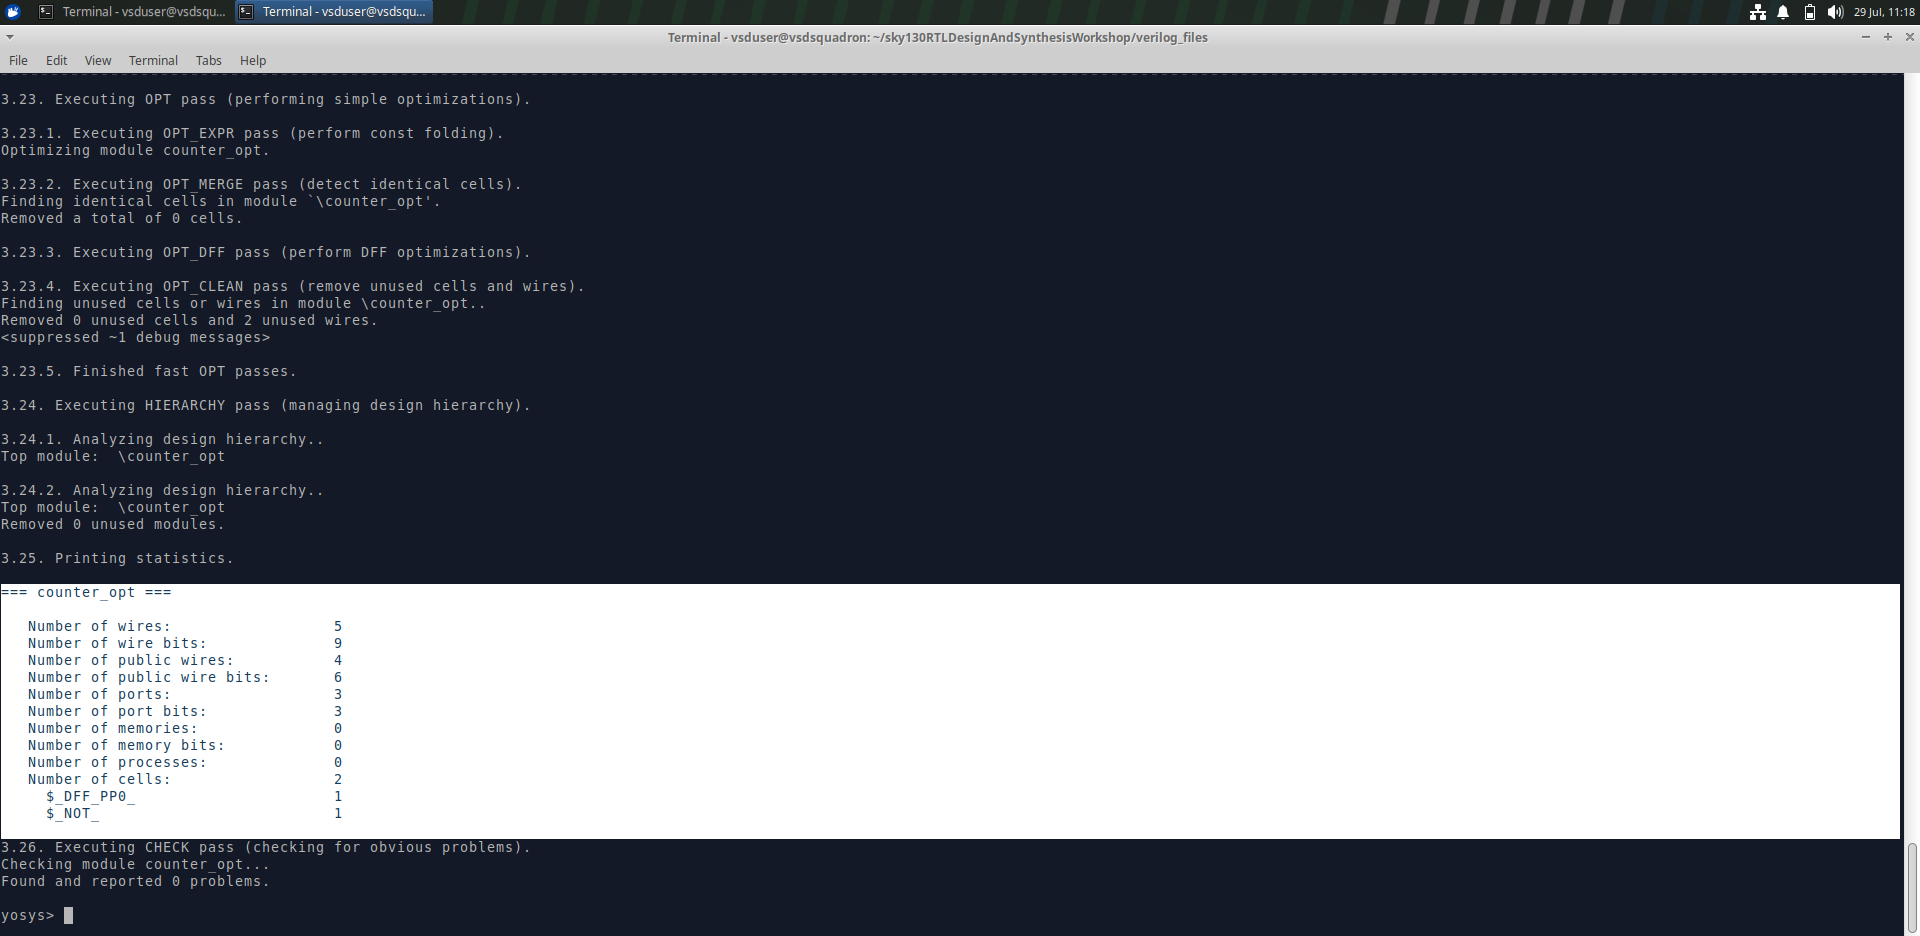 Terminal - vsduser@vsdsqu...
Terminal - vsduser@vsdsqu...
29 Jul, 11:18
Terminal - vsduser@vsdsquadron: ~/sky130RTLDesignAndSynthesisWorkshop/verilog_files
File Edit View Terminal Tabs Help
3.23. Executing OPT pass (performing simple optimizations).
3.23.1. Executing OPT_EXPR pass (perform const folding).
Optimizing module counter_opt.
3.23.2. Executing OPT_MERGE pass (detect identical cells).
Finding identical cells in module `\counter_opt'.
Removed a total of 0 cells.
3.23.3. Executing OPT_DFF pass (perform DFF optimizations).
3.23.4. Executing OPT_CLEAN pass (remove unused cells and wires).
Finding unused cells or wires in module \counter_opt..
Removed 0 unused cells and 2 unused wires.
<suppressed ~1 debug messages>
3.23.5. Finished fast OPT passes.
3.24. Executing HIERARCHY pass (managing design hierarchy).
3.24.1. Analyzing design hierarchy..
Top module:  \counter_opt
3.24.2. Analyzing design hierarchy..
Top module:  \counter_opt
Removed 0 unused modules.
3.25. Printing statistics.
=== counter_opt ===
Number of wires: 5
Number of wire bits: 9
Number of public wires: 4
Number of public wire bits: 6
Number of ports: 3
Number of port bits: 3
Number of memories: 0
Number of memory bits: 0
Number of processes: 0
Number of cells: 2
$_DFF_PP0_ 1
$_NOT_ 1
3.26. Executing CHECK pass (checking for obvious problems).
Checking module counter_opt...
Found and reported 0 problems.
yosys>